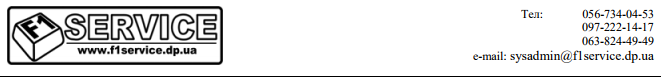 F1 SERVICE
www.f1service.dp.ua
Тел: 056-734-04-53
097-222-14-17
063-824-49-49
e-mail: sysadmin@f1service.dp.ua